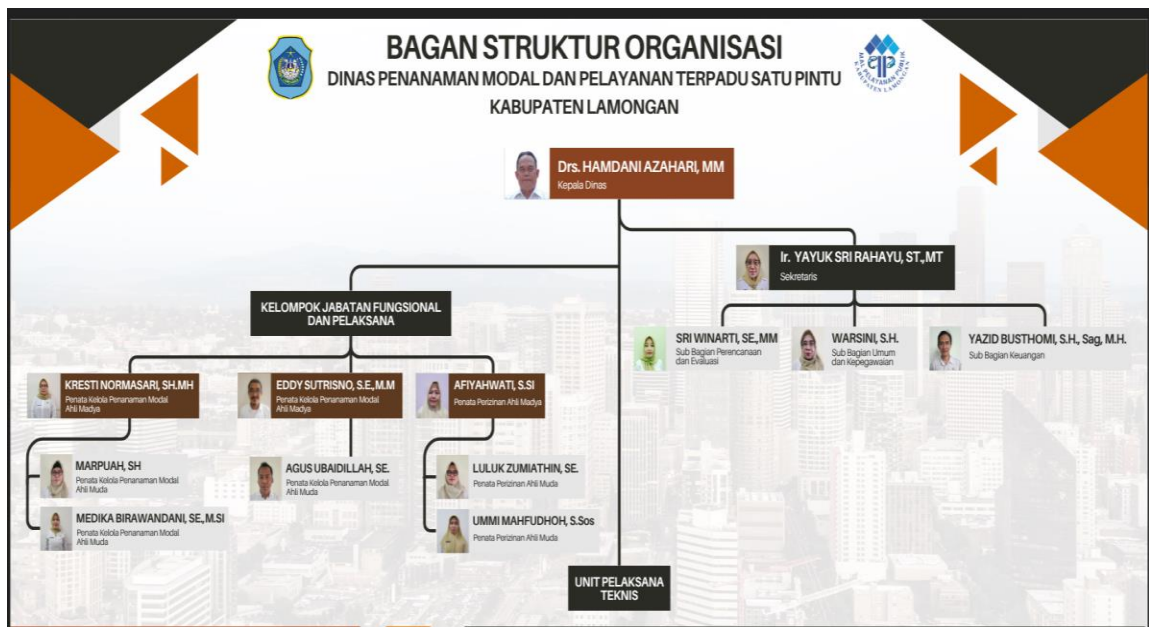 BAGAN STRUKTUR ORGANISASI
DINAS PENANAMAN MODAL DAN PELAYANAN TERPADU SATU PINTU
KABUPATEN LAMONGAN
MAL PELAYANAN PUBLIK
KABUPATEN LAMONGAN
Drs. HAMDANI AZAHARI, MM
Kepala Dinas
Ir. YAYUK SRI RAHAYU, ST.,MT
Sekretaris
KELOMPOK JABATAN FUNGSIONAL
DAN PELAKSANA
SRI WINARTI, SE.,MM
Sub Bagian Perencanaan
dan Evaluasi
WARSINI, S.H.
Sub Bagian Umum
dan Kepegawaian
YAZID BUSTHOMI, S.H., Sag, M.H.
Sub Bagian Keuangan
KRESTI NORMASARI, SH.MH
Penata Kelola Penanaman Modal
Ahli Madya
EDDY SUTRISNO, S.E.,M.M
Penata Kelola Penanaman Modal
Ahli Madya
AFIYAHWATI, S.SI
Penata Perizinan Ahli Madya
MARPUAH, SH
Penata Kelola Penanaman Modal
Ahli Muda
AGUS UBAIDILLAH, SE.
Penata Kelola Penanaman Modal
Ahli Muda
LULUK ZUMIATHIN, SE.
Penata Perizinan Ahli Muda
MEDIKA BIRAWANDANI, SE.,M.SI
Penata Kelola Penanaman Modal
Ahli Muda
UMMI MAHFUDHOH, S.Sos
Penata Perizinan Ahli Muda
UNIT PELAKSANA
TEKNIS